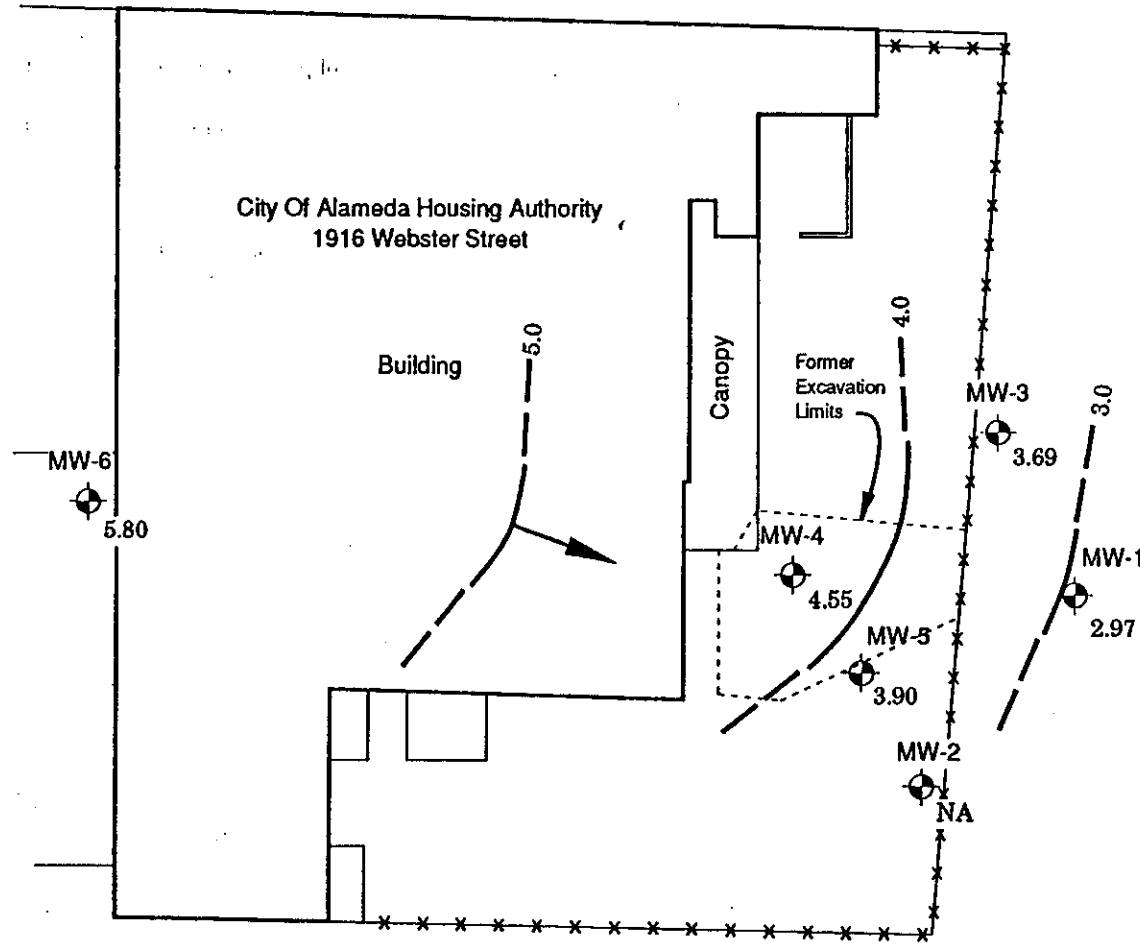 City Of Alameda Housing Authority
1916 Webster Street
Building
5.0
Canopy
4.0
Former
Excavation
Limits
MW-3
3.69
3.0
MW-6
5.80
MW-4
4.55
MW-1
2.97
MW-5
3.90
MW-2
NA